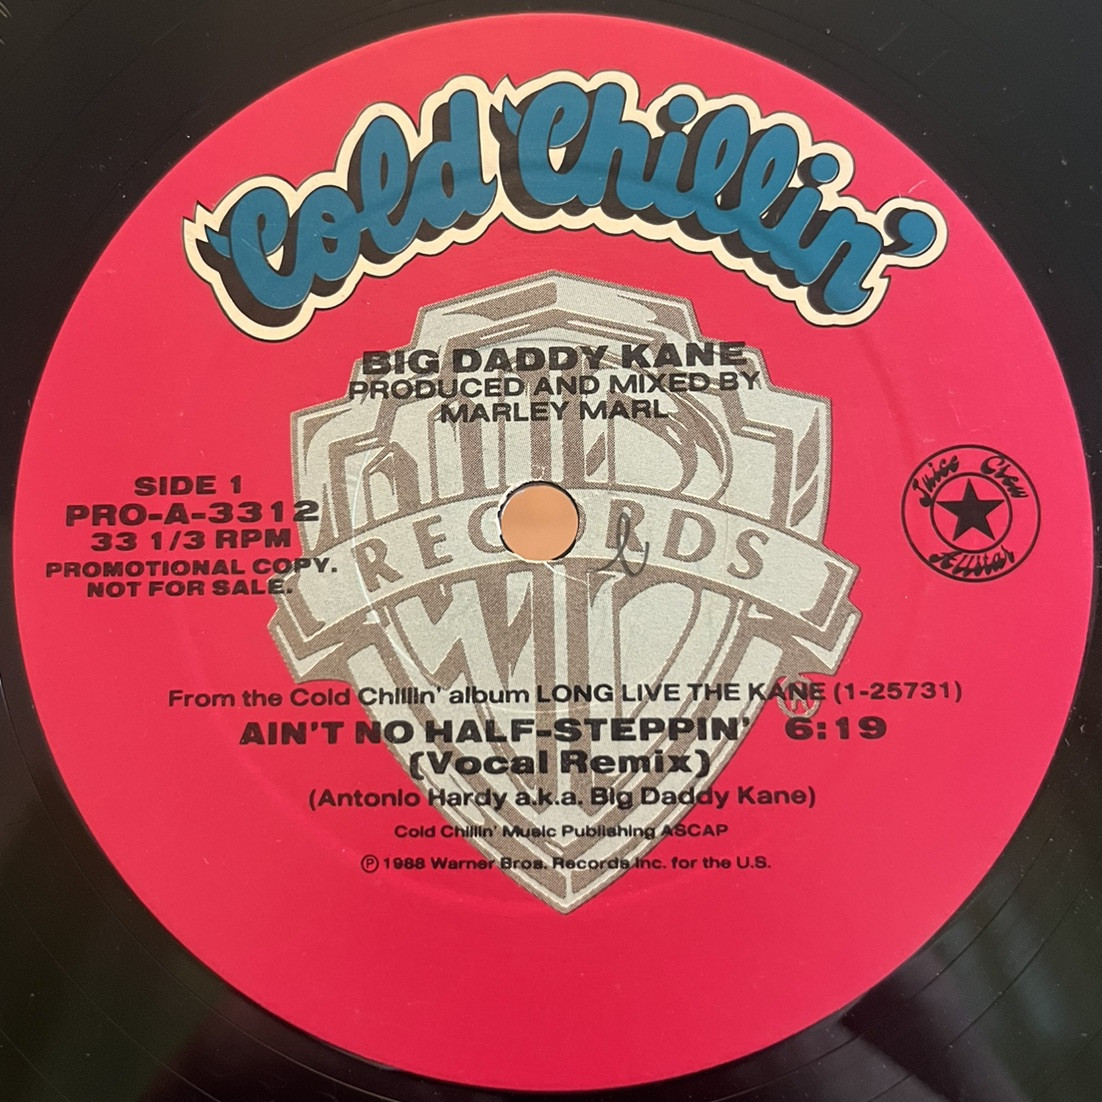 Cold Chillin'
BIG DADDY KANE
PRODUCED AND MIXED BY
MARLEY MARL
SIDE 1
PRO-A-3312
33 1/3 RPM
PROMOTIONAL COPY.
NOT FOR SALE.
RECORDS
Juice Crew
Allstar
From the Cold Chillin' album LONG LIVE THE KANE (1-25731)
AIN'T NO HALF-STEPPIN' 6:19
(Vocal Remix)
(Antonio Hardy a.k.a. Big Daddy Kane)
Cold Chillin' Music Publishing ASCAP
℗ 1988 Warner Bros. Records Inc. for the U.S.